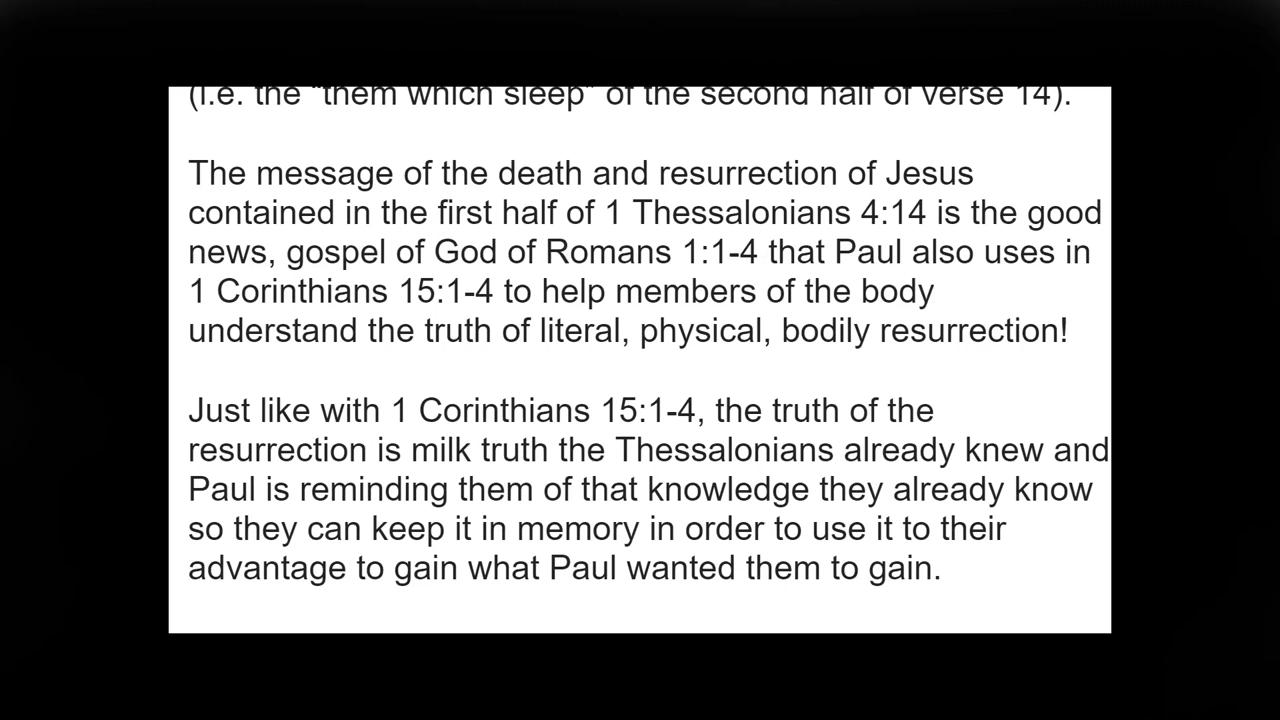 (i.e. the "them which sleep" of the second half of verse 14).
The message of the death and resurrection of Jesus
contained in the first half of 1 Thessalonians 4:14 is the good
news, gospel of God of Romans 1:1-4 that Paul also uses in
1 Corinthians 15:1-4 to help members of the body
understand the truth of literal, physical, bodily resurrection!
Just like with 1 Corinthians 15:1-4, the truth of the
resurrection is milk truth the Thessalonians already knew and
Paul is reminding them of that knowledge they already know
so they can keep it in memory in order to use it to their
advantage to gain what Paul wanted them to gain.